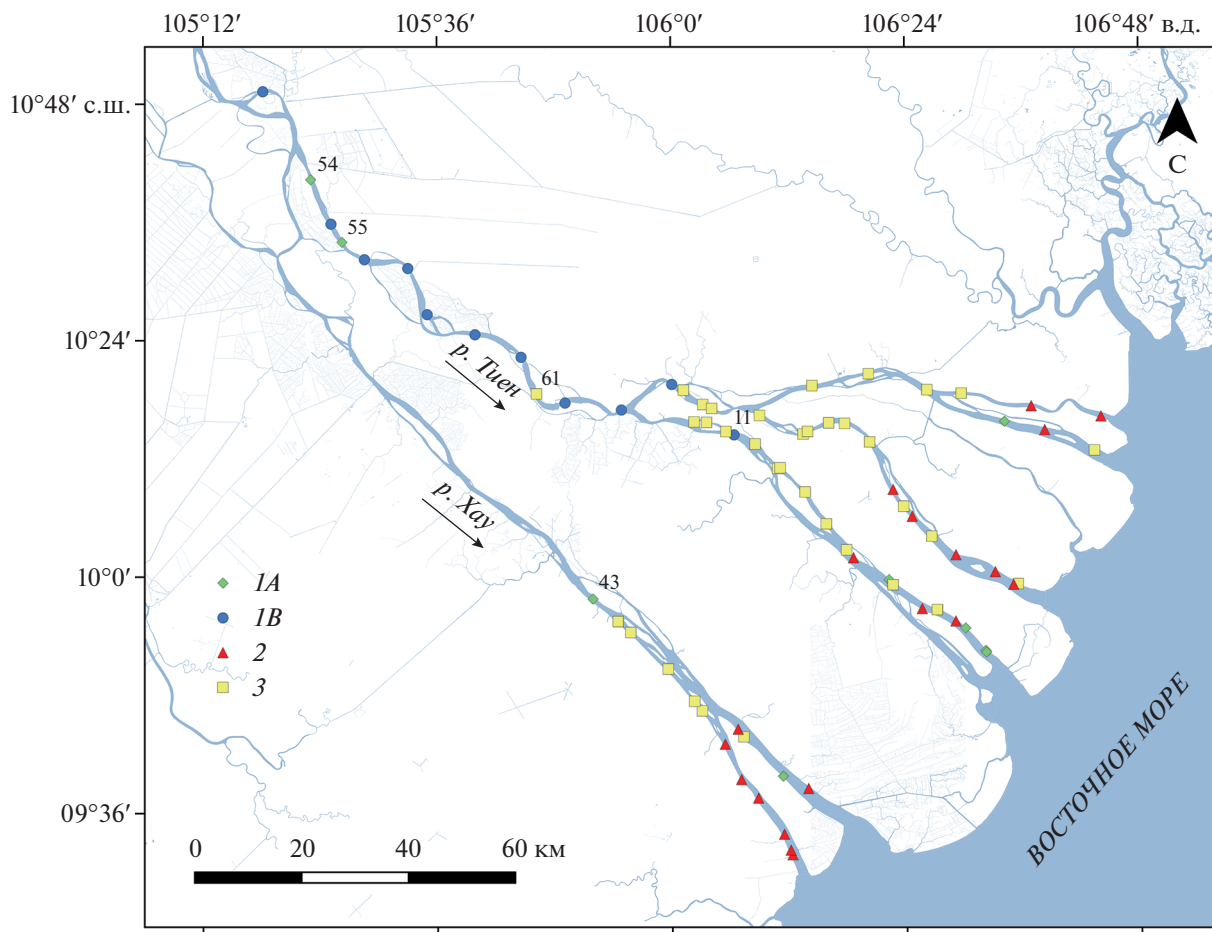 105°12′ 105°36′ 106°0′ 106°24′ 106°48′ в.д.
10°48′ с.ш.
С
54
55
10°24′
р. Тиен
61
11
р. Хау
10°0′
43
1A
1B
2
3
ВОСТОЧНОЕ МОРЕ
09°36′
0 20 40 60 км